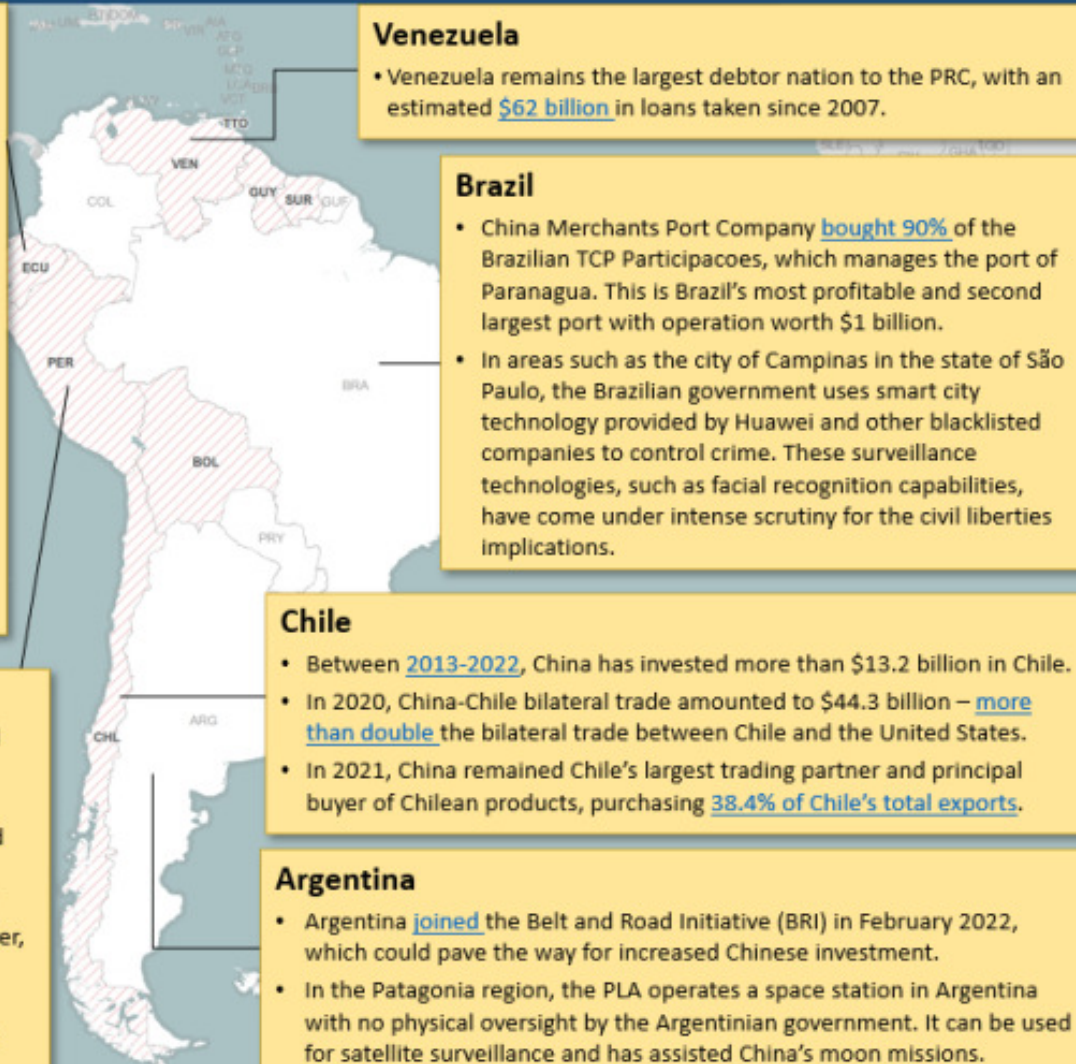 Venezuela
• Venezuela remains the largest debtor nation to the PRC, with an
estimated $62 billion in loans taken since 2007.
Brazil
• China Merchants Port Company bought 90% of the
Brazilian TCP Participacoes, which manages the port of
Paranagua. This is Brazil's most profitable and second
largest port with operation worth $1 billion.
• In areas such as the city of Campinas in the state of São
Paulo, the Brazilian government uses smart city
technology provided by Huawei and other blacklisted
companies to control crime. These surveillance
technologies, such as facial recognition capabilities,
have come under intense scrutiny for the civil liberties
implications.
Chile
• Between 2013-2022, China has invested more than $13.2 billion in Chile.
• In 2020, China-Chile bilateral trade amounted to $44.3 billion – more
than double the bilateral trade between Chile and the United States.
• In 2021, China remained Chile's largest trading partner and principal
buyer of Chilean products, purchasing 38.4% of Chile's total exports.
Argentina
• Argentina joined the Belt and Road Initiative (BRI) in February 2022,
which could pave the way for increased Chinese investment.
• In the Patagonia region, the PLA operates a space station in Argentina
with no physical oversight by the Argentinian government. It can be used
for satellite surveillance and has assisted China's moon missions.
TTO
VEN
COL
GUY
SUR
GUF
ECU
PER
BRA
BOL
PRY
ARG
CHL
er,